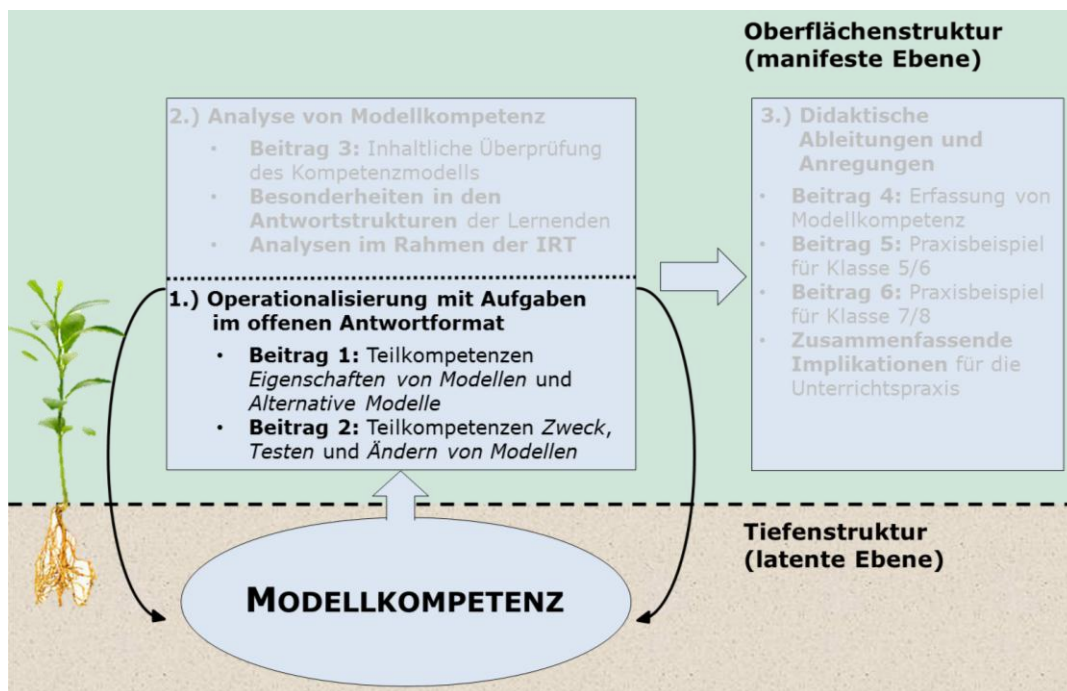 Oberflächenstruktur
(manifeste Ebene)
2.) Analyse von Modellkompetenz
• Beitrag 3: Inhaltliche Überprüfung
des Kompetenzmodells
• Besonderheiten in den
Antwortstrukturen der Lernenden
• Analysen im Rahmen der IRT
1.) Operationalisierung mit Aufgaben
im offenen Antwortformat
• Beitrag 1: Teilkompetenzen
Eigenschaften von Modellen und
Alternative Modelle
• Beitrag 2: Teilkompetenzen Zweck,
Testen und Ändern von Modellen
3.) Didaktische
Ableitungen und
Anregungen
• Beitrag 4: Erfassung von
Modellkompetenz
• Beitrag 5: Praxisbeispiel
für Klasse 5/6
• Beitrag 6: Praxisbeispiel
für Klasse 7/8
• Zusammenfassende
Implikationen für die
Unterrichtspraxis
Tiefenstruktur
(latente Ebene)
MODELLKOMPETENZ